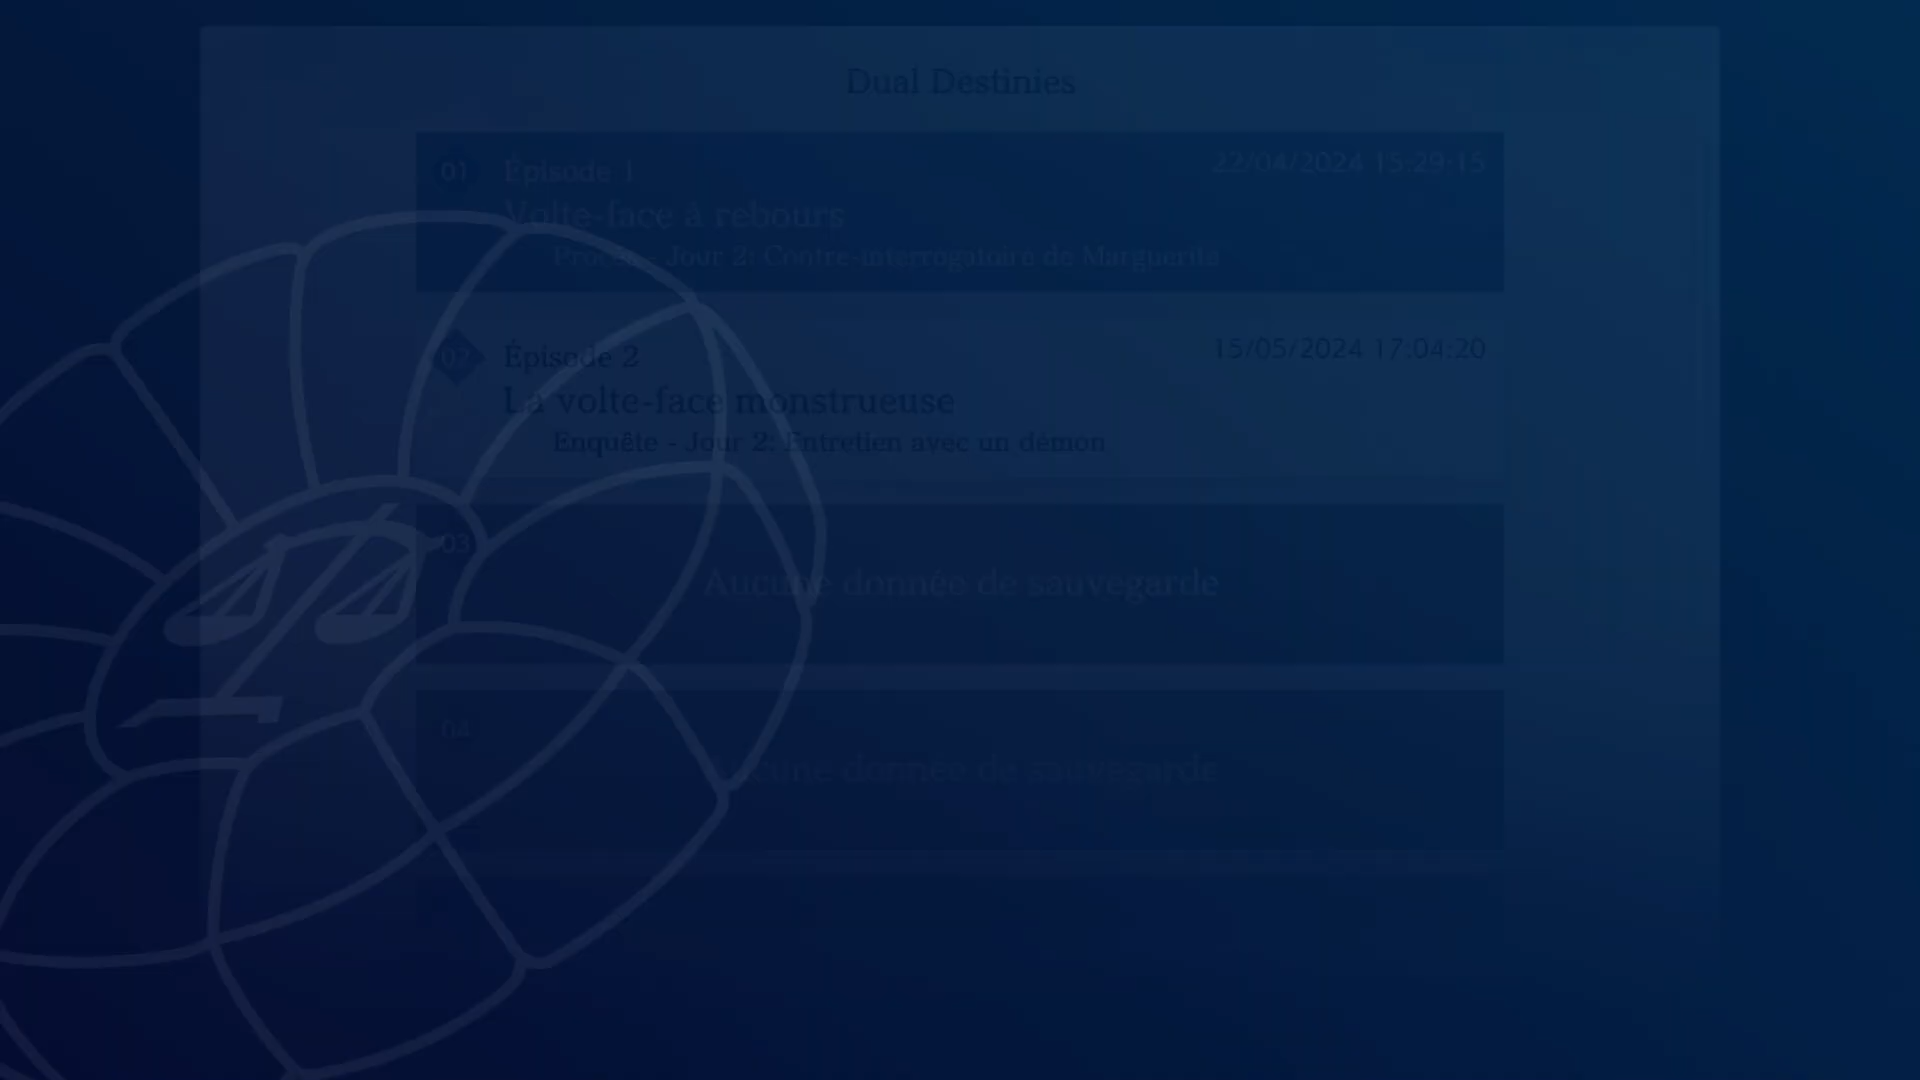 Dual Destinies
01 Épisode 1 22/04/2024 15:29:15
Volte-face à rebours
Procès - Jour 2: Contre-interrogatoire de Marguerite
02 Épisode 2 15/05/2024 17:04:20
La volte-face monstrueuse
Enquête - Jour 2: Entretien avec un démon
03
Aucune donnée de sauvegarde
04
Aucune donnée de sauvegarde